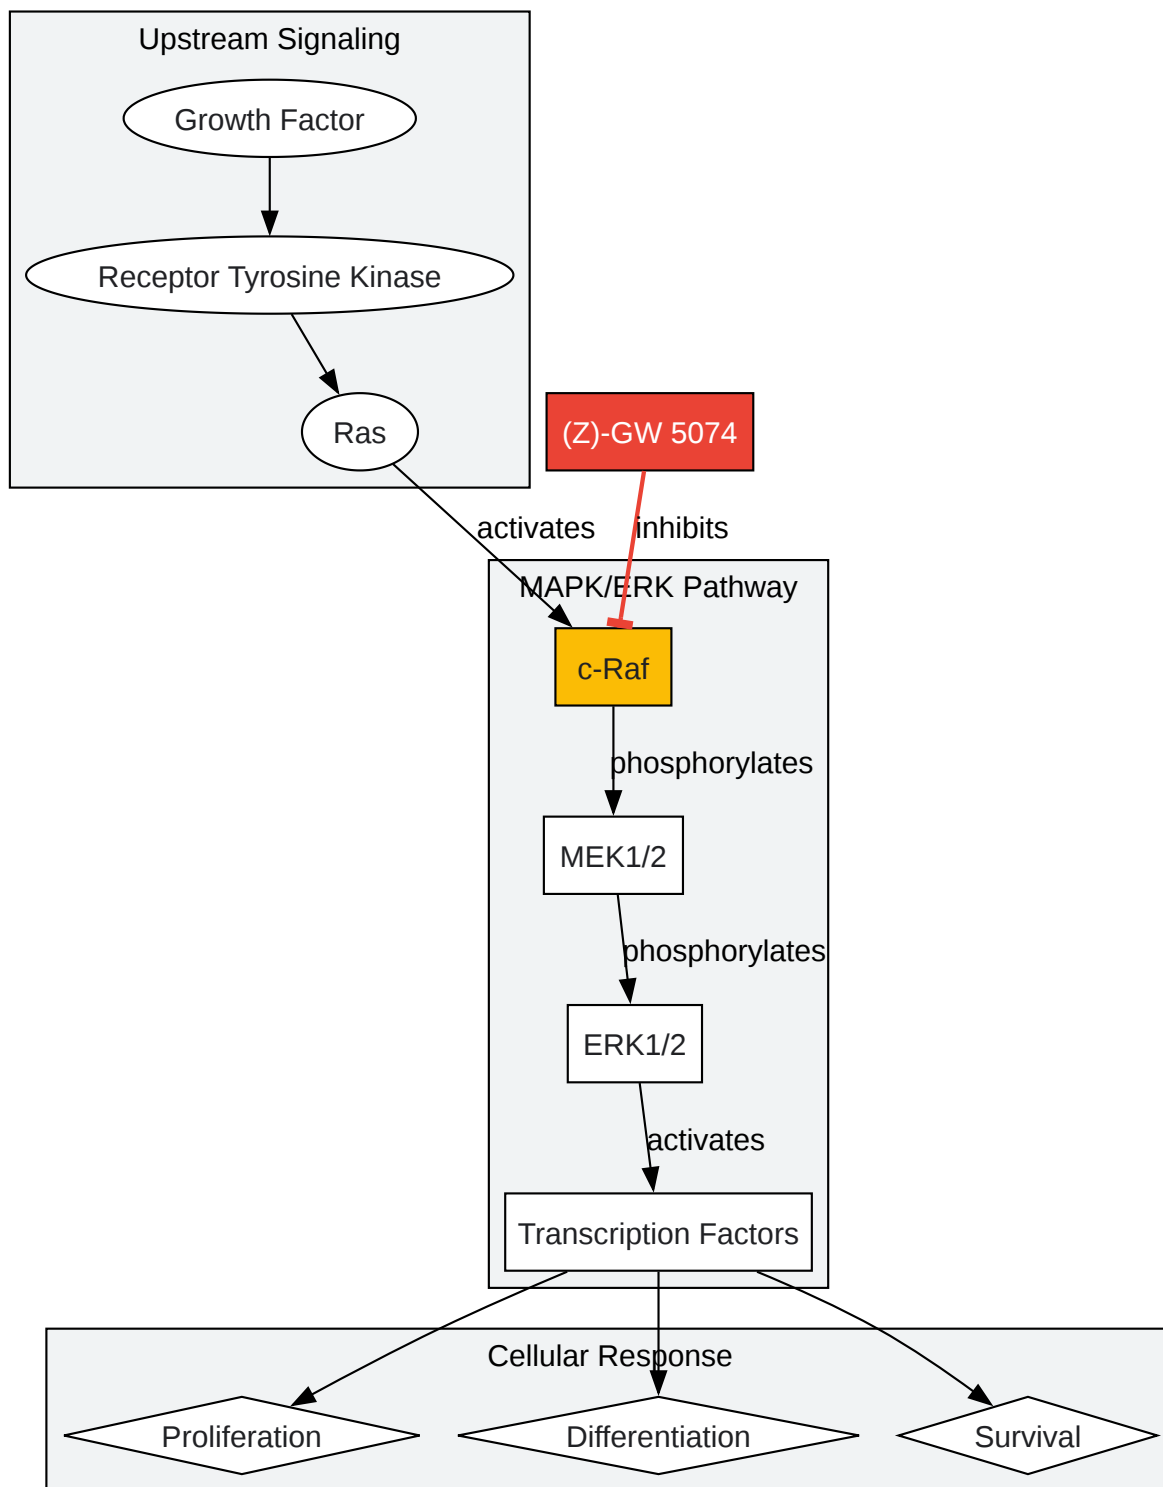 Upstream Signaling
Growth Factor
Receptor Tyrosine Kinase
Ras
(Z)-GW 5074
activates
inhibits
MAPK/ERK Pathway
c-Raf
phosphorylates
MEK1/2
phosphorylates
ERK1/2
activates
Transcription Factors
Cellular Response
Proliferation
Differentiation
Survival